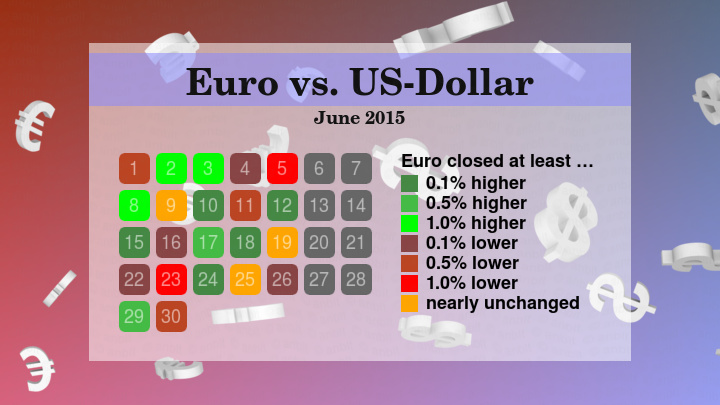 Euro vs. US-Dollar
June 2015
1 2 3 4 5 6 7
8 9 10 11 12 13 14
15 16 17 18 19 20 21
22 23 24 25 26 27 28
29 30
Euro closed at least …
0.1% higher
0.5% higher
1.0% higher
0.1% lower
0.5% lower
1.0% lower
nearly unchanged